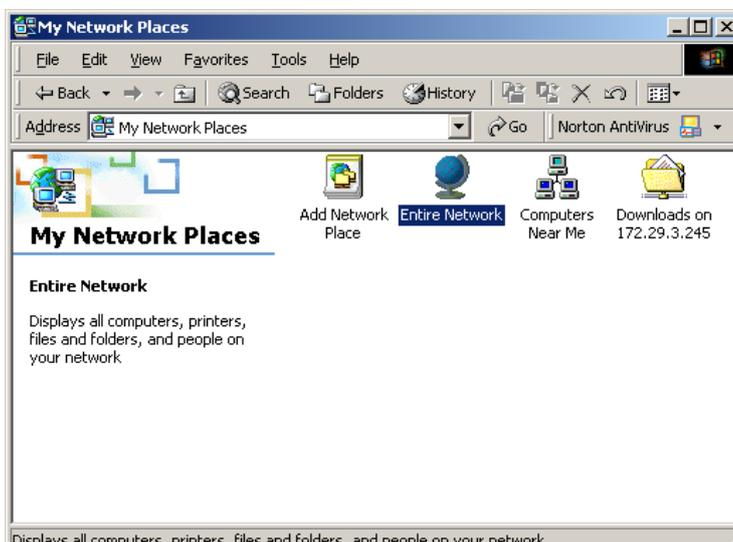 My Network Places
File Edit View Favorites Tools Help
Back Search Folders History
Address My Network Places Go Norton AntiVirus
My Network Places
Entire Network
Displays all computers, printers,
files and folders, and people on
your network
Add Network
Place
Entire Network
Computers
Near Me
Downloads on
172.29.3.245
Displays all computers, printers, files and folders, and people on your network